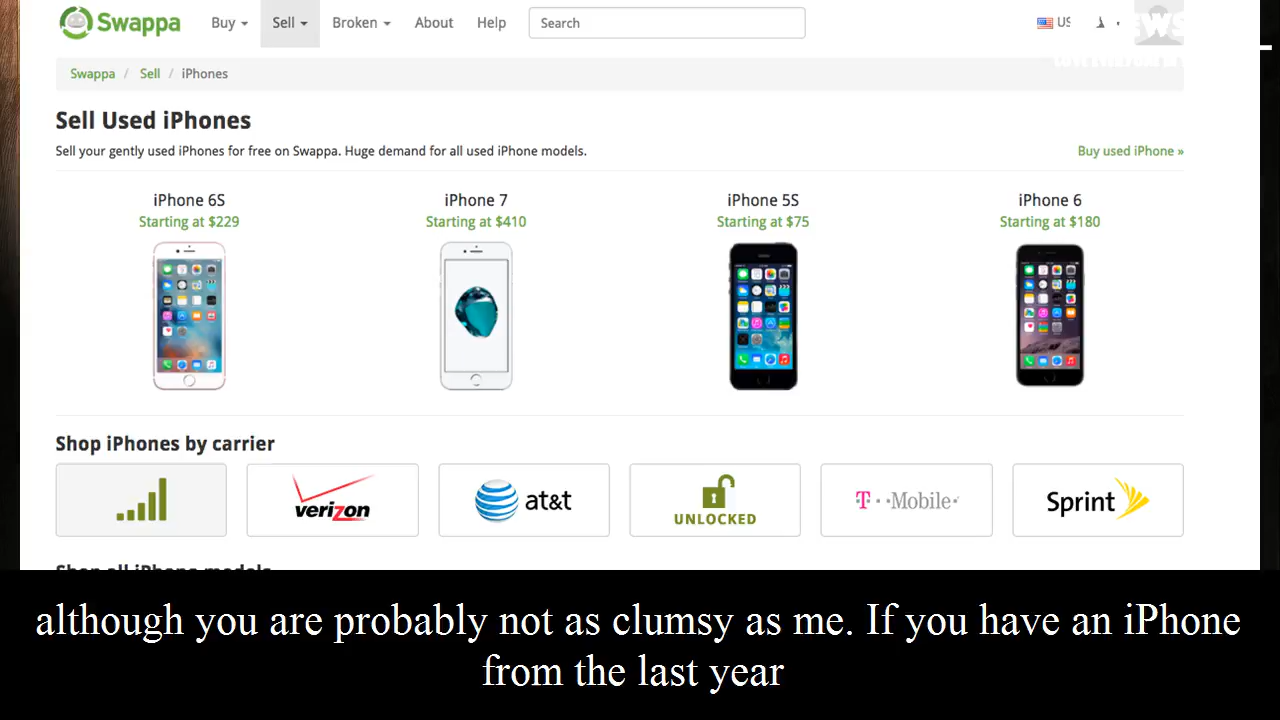 Swappa Buy Sell Broken About Help Search US
Swappa / Sell / iPhones
Sell Used iPhones
Sell your gently used iPhones for free on Swappa. Huge demand for all used iPhone models.
Buy used iPhone »
iPhone 6S iPhone 7 iPhone 5S iPhone 6
Starting at $229 Starting at $410 Starting at $75 Starting at $180
Shop iPhones by carrier
verizon at&t UNLOCKED T··Mobile· Sprint
Shop all iPhone models
although you are probably not as clumsy as me. If you have an iPhone
from the last year